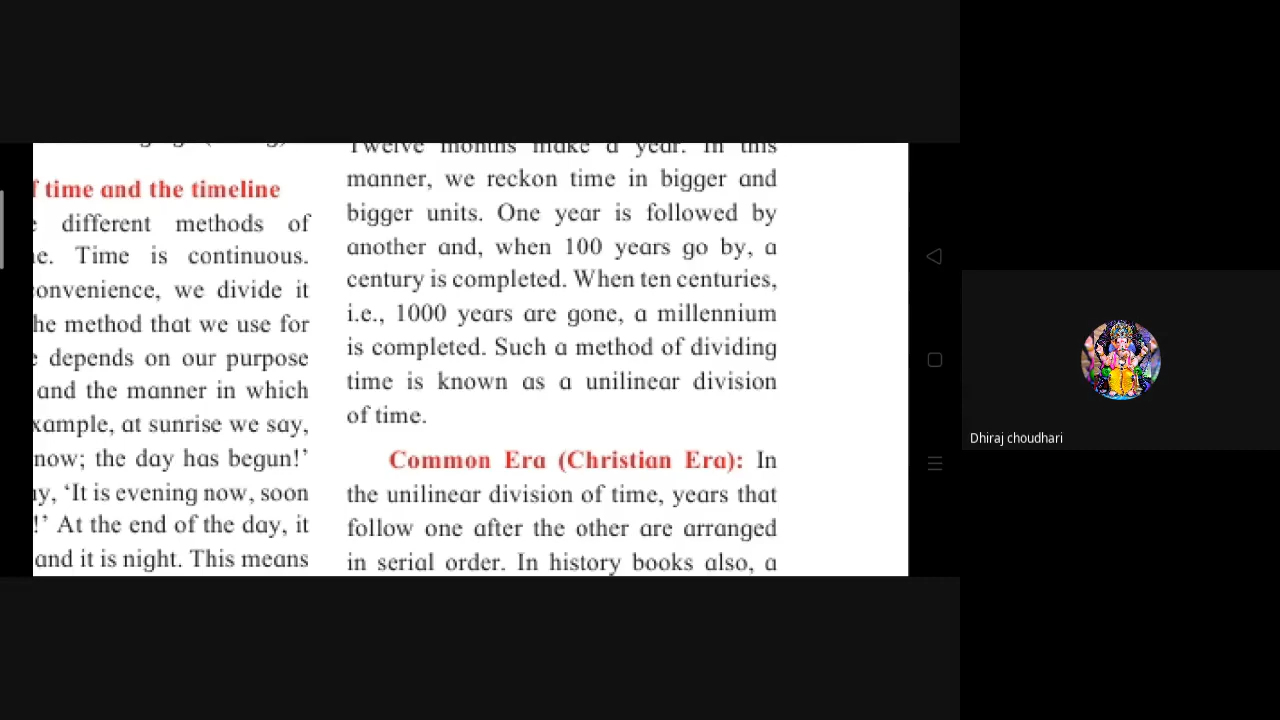 f time and the timeline
different methods of
e. Time is continuous.
onvenience, we divide it
he method that we use for
depends on our purpose
and the manner in which
xample, at sunrise we say,
now; the day has begun!’
y, ‘It is evening now, soon
!’ At the end of the day, it
and it is night. This means
Twelve months make a year. In this
manner, we reckon time in bigger and
bigger units. One year is followed by
another and, when 100 years go by, a
century is completed. When ten centuries,
i.e., 1000 years are gone, a millennium
is completed. Such a method of dividing
time is known as a unilinear division
of time.
Common Era (Christian Era): In
the unilinear division of time, years that
follow one after the other are arranged
in serial order. In history books also, a
Dhiraj choudhari